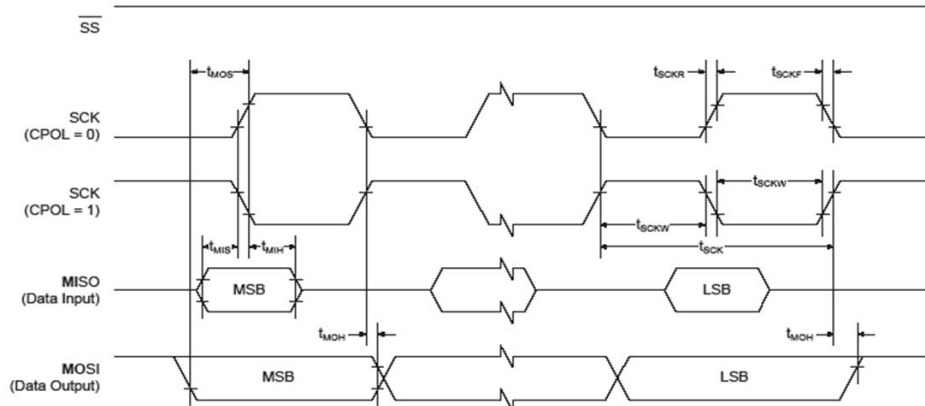 SS
tMOS
tSCKR
tSCKF
SCK
(CPOL = 0)
SCK
(CPOL = 1)
tSCKW
tSCKW
tSCK
tMIS
tMIH
MISO
(Data Input)
MSB
LSB
tMOH
tMOH
MOSI
(Data Output)
MSB
LSB